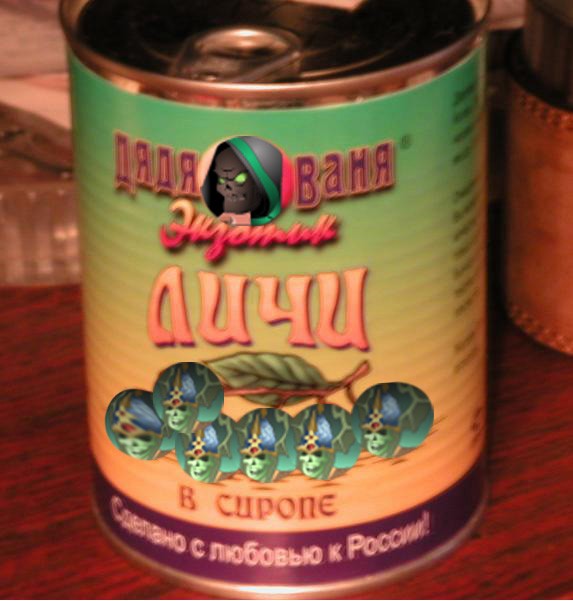 ДЯДЯ ВАНЯ®
Экзотик
ЛИЧИ
В СИРОПЕ
Сделано с любовью к России!